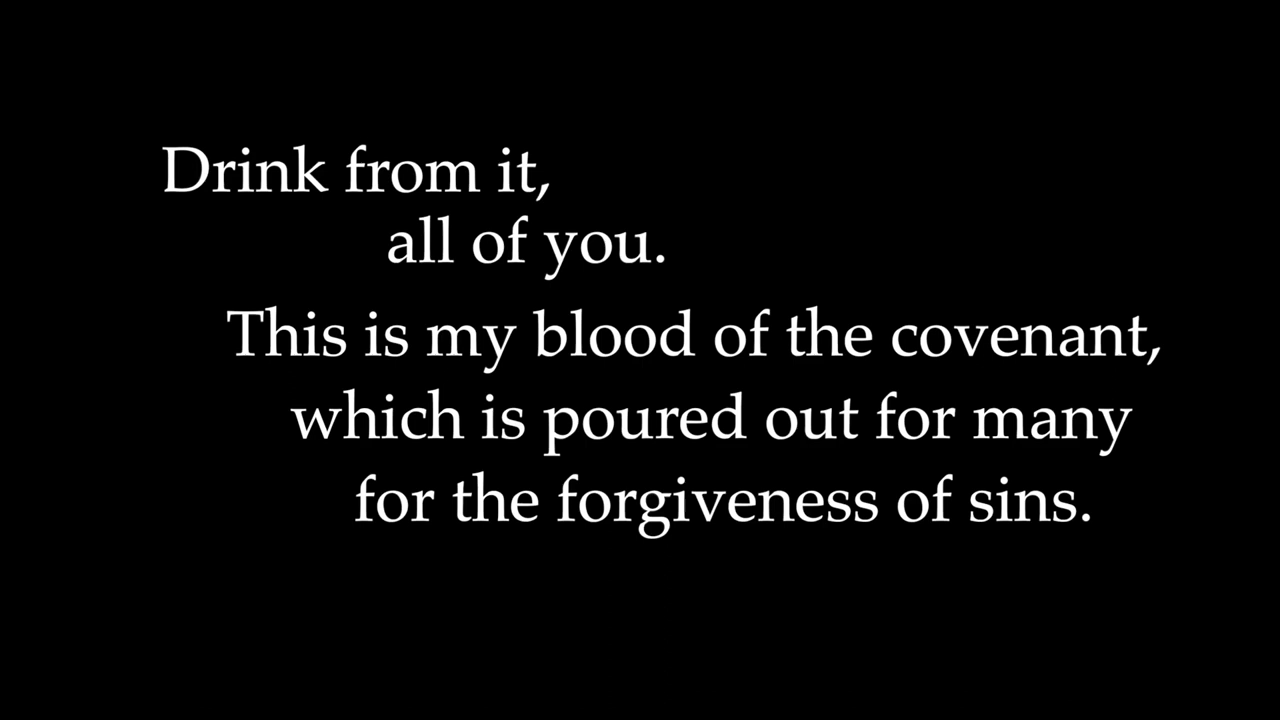 Drink from it,
all of you.
This is my blood of the covenant,
which is poured out for many
for the forgiveness of sins.